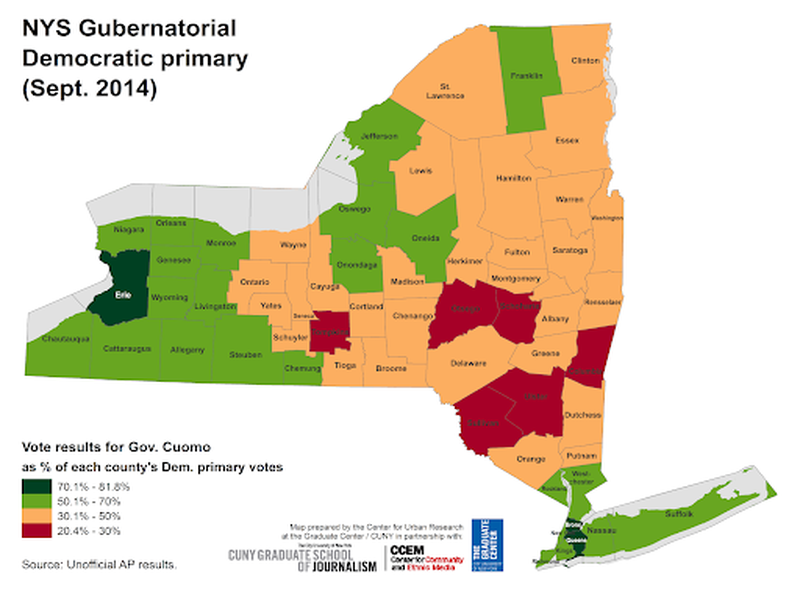 NYS Gubernatorial
Democratic primary
(Sept. 2014)
Clinton
Franklin
St.
Lawrence
Jefferson
Essex
Lewis
Hamilton
Warren
Oswego
Washington
Orleans
Niagara
Oneida
Monroe
Wayne
Fulton
Saratoga
Genesee
Onondaga
Herkimer
Madison
Montgomery
Ontario
Cayuga
Erie
Wyoming
Livingston
Yates
Seneca
Cortland
Chenango
Otsego
Rensselaer
Albany
Schuyler
Chautauqua
Cattaraugus
Allegany
Steuben
Chemung
Tioga
Broome
Delaware
Greene
Ulster
Sullivan
Dutchess
Orange
Putnam
West-
chester
Rockland
Bronx
Queens
Kings
Nassau
Suffolk
Vote results for Gov. Cuomo
as % of each county's Dem. primary votes
70.1% - 81.8%
50.1% - 70%
30.1% - 50%
20.4% - 30%
Source: Unofficial AP results.
Map prepared by the Center for Urban Research
at the Graduate Center / CUNY in partnership with:
CUNY GRADUATE SCHOOL
OF JOURNALISM
CCEM
Center for Community
and Ethnic Media
THE
GRADUATE
CENTER